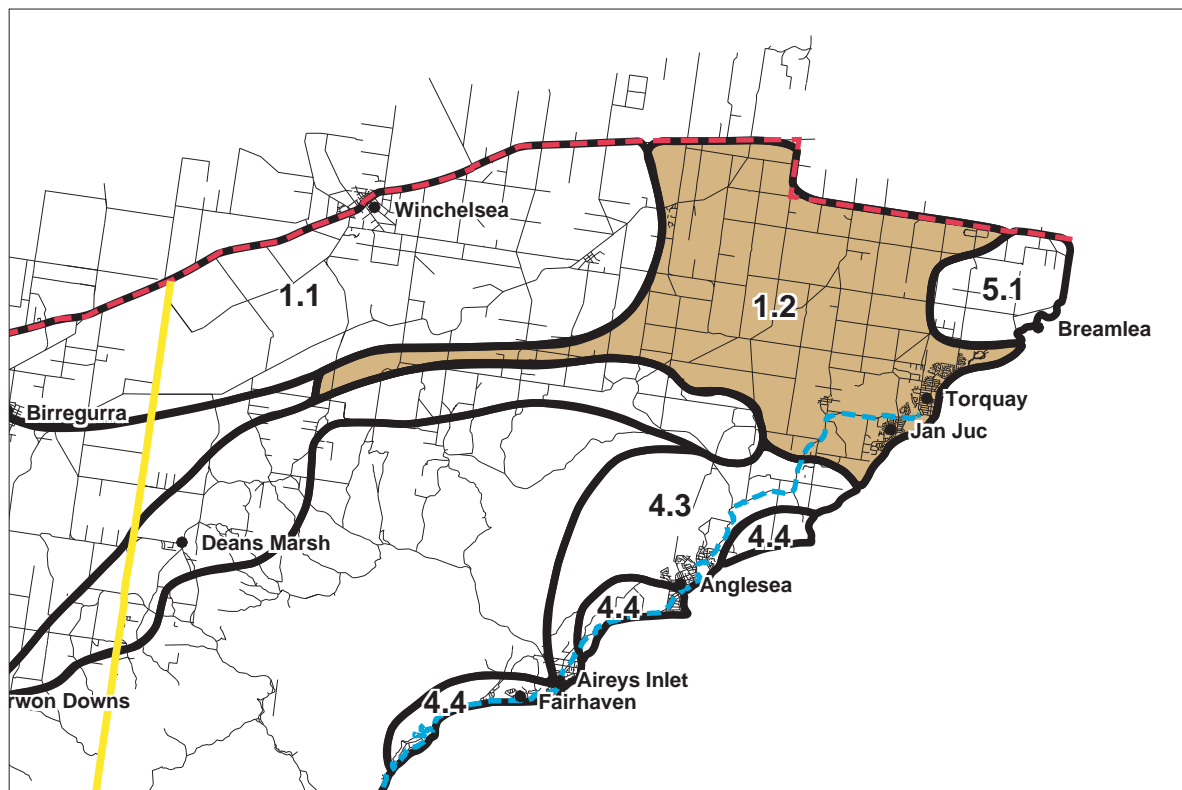 Winchelsea
1.1
1.2
5.1
Breamlea
Birregurra
Torquay
Jan Juc
4.3
4.4
Deans Marsh
Anglesea
4.4
Aireys Inlet
Fairhaven
4.4
rwon Downs